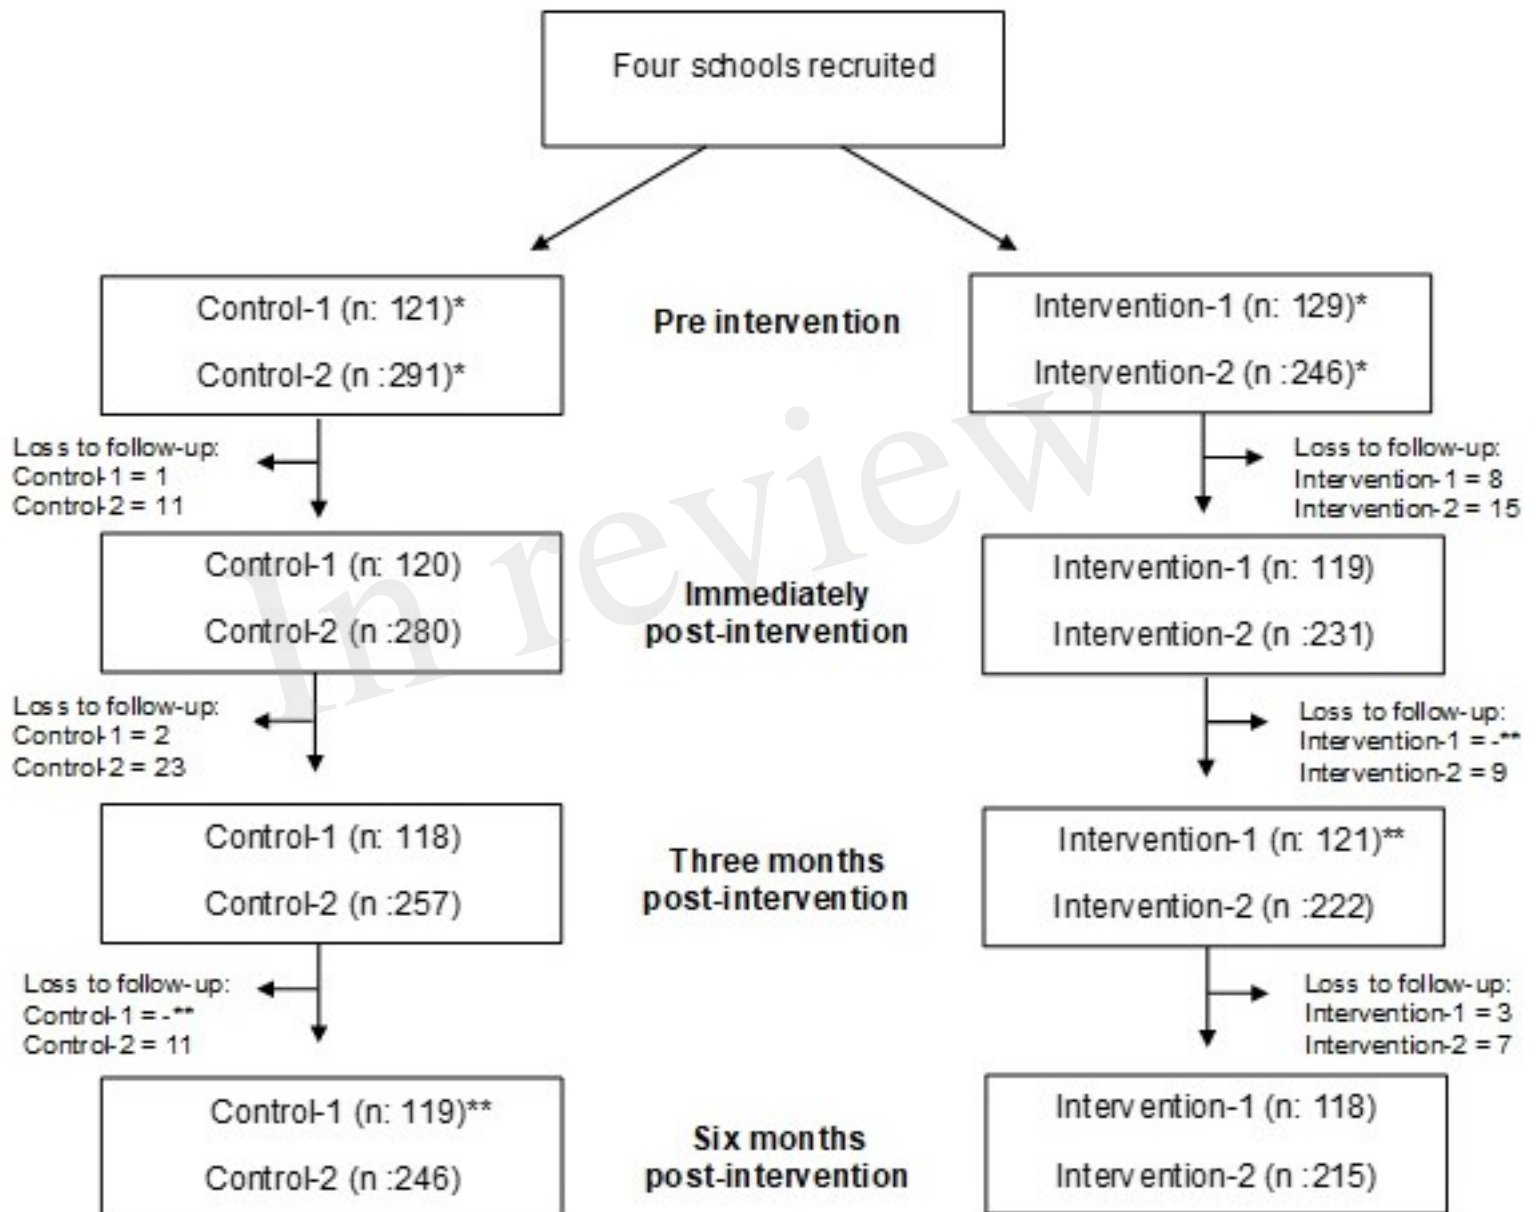 Four schools recruited
Control-1 (n: 121)*
Control-2 (n :291)*
Pre intervention
Intervention-1 (n: 129)*
Intervention-2 (n :246)*
Loss to follow-up:
Control-1 = 1
Control-2 = 11
Loss to follow-up:
Intervention-1 = 8
Intervention-2 = 15
Control-1 (n: 120)
Control-2 (n :280)
Immediately
post-intervention
Intervention-1 (n: 119)
Intervention-2 (n :231)
Loss to follow-up:
Control-1 = 2
Control-2 = 23
Loss to follow-up:
Intervention-1 = -**
Intervention-2 = 9
Control-1 (n: 118)
Control-2 (n :257)
Three months
post-intervention
Intervention-1 (n: 121)**
Intervention-2 (n :222)
Loss to follow-up:
Control-1 = -**
Control-2 = 11
Loss to follow-up:
Intervention-1 = 3
Intervention-2 = 7
Control-1 (n: 119)**
Control-2 (n :246)
Six months
post-intervention
Intervention-1 (n: 118)
Intervention-2 (n :215)
In review